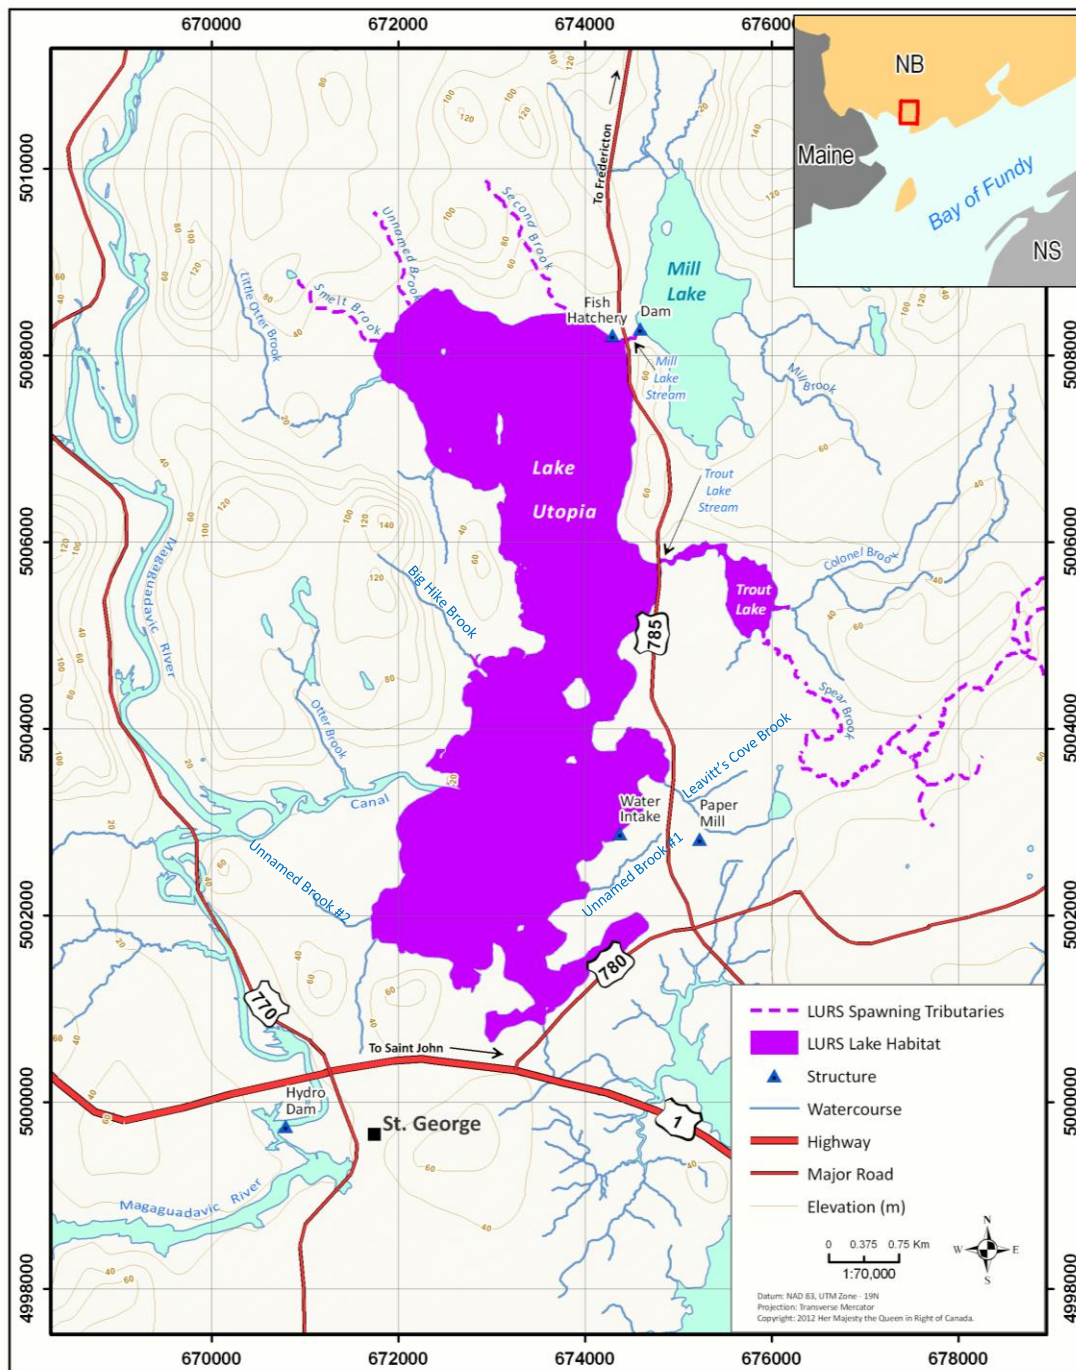 670000
672000
674000
676000
5010000
5008000
5006000
5004000
5002000
5000000
4998000
NB
Maine
Bay of Fundy
NS
To Fredericton
Second Brook
Unnamed Brook
Smelt Brook
Little Otter Brook
Mill
Lake
Fish
Hatchery
Dam
Mill
Lake
Stream
Mill Brook
Lake
Utopia
Trout
Lake
Stream
Colonel Brook
Trout
Lake
Spear Brook
Magaguadavic River
Big Hike Brook
785
Otter Brook
Canal
Leavitt's Cove Brook
Water
Intake
Paper
Mill
Unnamed Brook #1
Unnamed Brook #2
780
770
To Saint John
1
Hydro
Dam
St. George
Magaguadavic River
LURS Spawning Tributaries
LURS Lake Habitat
Structure
Watercourse
Highway
Major Road
Elevation (m)
0 0.375 0.75 Km
1:70,000
N
W
E
S
Datum: NAD 83, UTM Zone - 19N
Projection: Transverse Mercator
Copyright: 2012 Her Majesty the Queen in Right of Canada.
5008000
5006000
5004000
5002000
5000000
4998000
670000
672000
674000
676000
678000